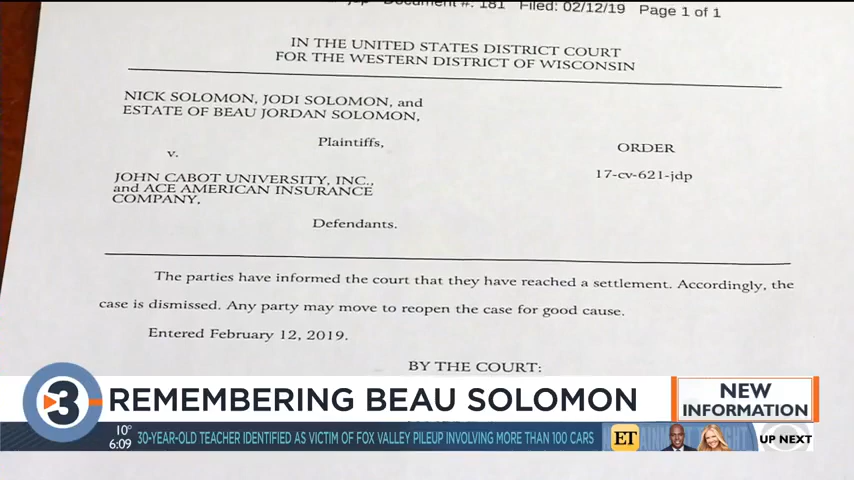 Document #: 181 Filed: 02/12/19 Page 1 of 1
IN THE UNITED STATES DISTRICT COURT
FOR THE WESTERN DISTRICT OF WISCONSIN
NICK SOLOMON, JODI SOLOMON, and
ESTATE OF BEAU JORDAN SOLOMON,
Plaintiffs,
v.
ORDER
17-cv-621-jdp
JOHN CABOT UNIVERSITY, INC.,
and ACE AMERICAN INSURANCE
COMPANY,
Defendants.
The parties have informed the court that they have reached a settlement. Accordingly, the
case is dismissed. Any party may move to reopen the case for good cause.
Entered February 12, 2019.
BY THE COURT:
3
REMEMBERING BEAU SOLOMON
NEW
INFORMATION
10°
6:09
30-YEAR-OLD TEACHER IDENTIFIED AS VICTIM OF FOX VALLEY PILEUP INVOLVING MORE THAN 100 CARS
ET
UP NEXT